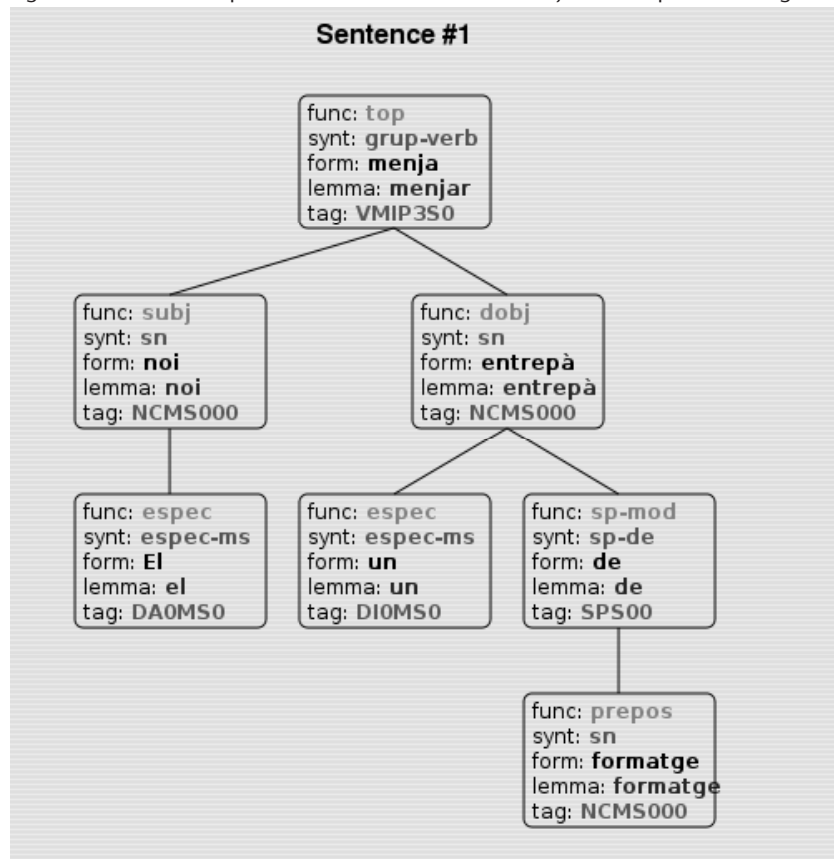 Sentence #1
func: top
synt: grup-verb
form: menja
lemma: menjar
tag: VMIP3S0
func: subj
synt: sn
form: noi
lemma: noi
tag: NCMS000
func: dobj
synt: sn
form: entrepà
lemma: entrepà
tag: NCMS000
func: espec
synt: espec-ms
form: El
lemma: el
tag: DA0MS0
func: espec
synt: espec-ms
form: un
lemma: un
tag: DI0MS0
func: sp-mod
synt: sp-de
form: de
lemma: de
tag: SPS00
func: prepos
synt: sn
form: formatge
lemma: formatge
tag: NCMS000